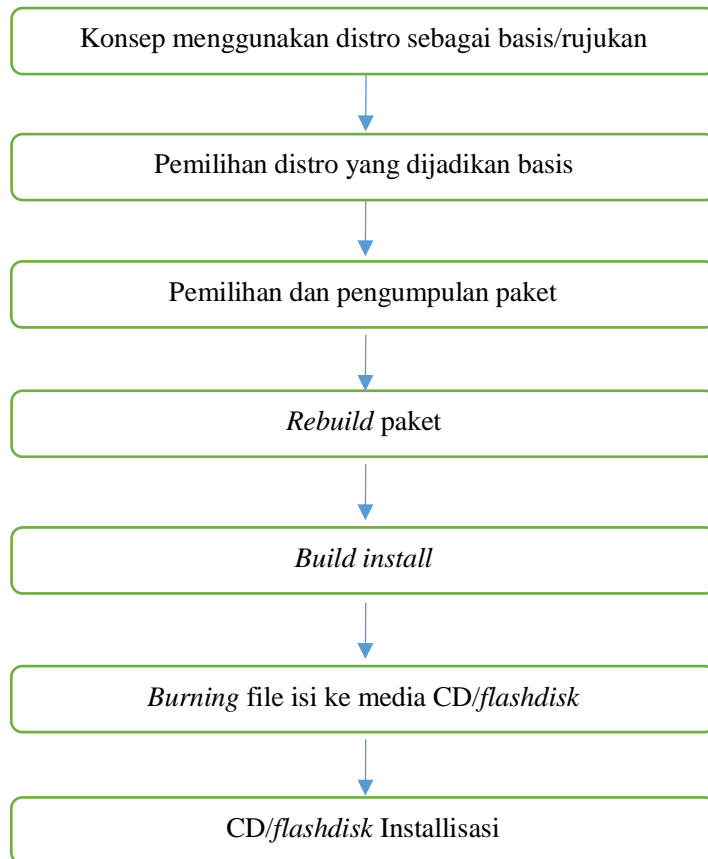 Konsep menggunakan distro sebagai basis/rujukan
Pemilihan distro yang dijadikan basis
Pemilihan dan pengumpulan paket
Rebuild paket
Build install
Burning file isi ke media CD/flashdisk
CD/flashdisk Installisasi